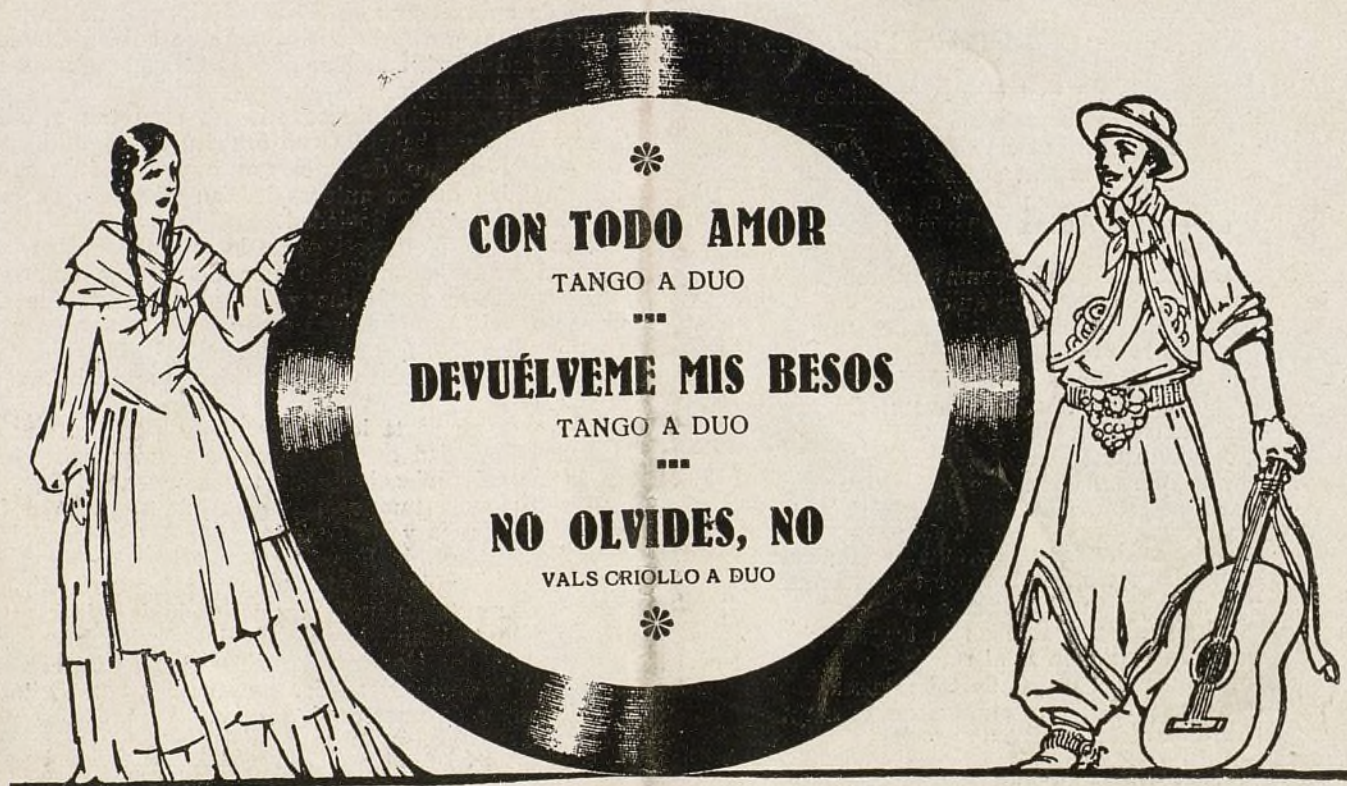 CON TODO AMOR
TANGO A DUO
DEVUÉLVEME MIS BESOS
TANGO A DUO
NO OLVIDES, NO
VALS CRIOLLO A DUO